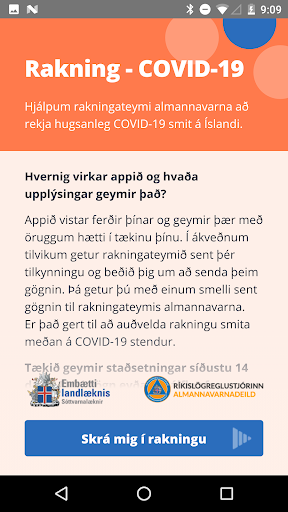 9:09
Rakning - COVID-19
Hjálpum rakningateymi almannavarna að
rekja hugsanleg COVID-19 smit á Íslandi.
Hvernig virkar appið og hvaða
upplýsingar geymir það?
Appið vistar ferðir þínar og geymir þær með
öruggum hætti í tækinu þínu. Í ákveðnum
tilvikum getur rakningateymið sent þér
tilkynningu og beðið þig um að senda þeim
gögnin. Þá getur þú með einum smelli sent
gögnin til rakningateymis almannavarna.
Er það gert til að auðvelda rakningu smita
meðan á COVID-19 stendur.
Tækið geymir staðsetningar síðustu 14
Embætti
landlæknis
Sóttvarnalæknir
RÍKISLÖGREGLUSTJÓRINN
ALMANNAVARNADEILD
Skrá mig í rakningu